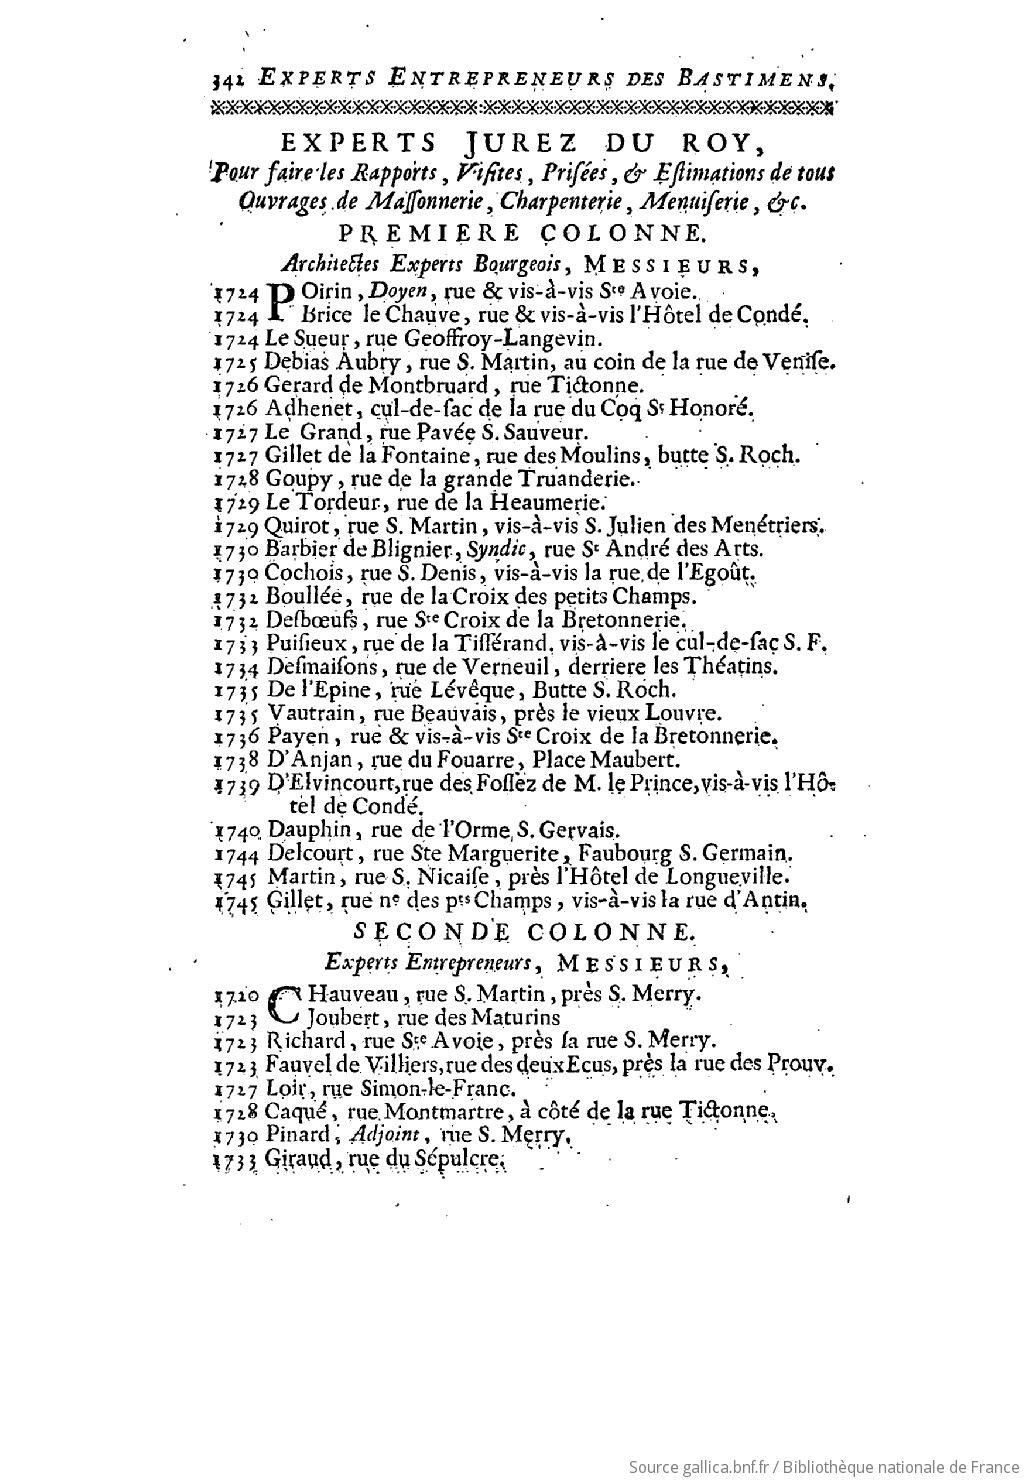 342 EXPERTS ENTREPRENEURS DES BASTIMENS,
EXPERTS JUREZ DU ROY,
Pour faire les Rapports, Viſites, Priſées, & Eſtimations de tous
Ouvrages de Maſſonnerie, Charpenterie, Menuiſerie, &c.
PREMIERE COLONNE.
Architectes Experts Bourgeois, MESSIEURS,
1724 POirin, Doyen, rue & vis-à-vis Ste Avoie.
1724 Brice le Chauve, rue & vis-à-vis l'Hôtel de Condé.
1724 Le Sueur, rue Geoffroy-Langevin.
1725 Debias Aubry, rue S. Martin, au coin de la rue de Veniſe.
1726 Gerard de Montbruard, rue Tictonne.
1726 Adhenet, cul-de-ſac de la rue du Coq St Honoré.
1727 Le Grand, rue Pavée S. Sauveur.
1727 Gillet de la Fontaine, rue des Moulins, butte S. Roch.
1728 Goupy, rue de la grande Truanderie.
1729 Le Tordeur, rue de la Heaumerie.
1729 Quirot, rue S. Martin, vis-à-vis S. Julien des Menétriers.
1730 Barbier de Blignier, Syndic, rue St André des Arts.
1730 Cochois, rue S. Denis, vis-à-vis la rue de l'Egoût.
1732 Boullée, rue de la Croix des petits Champs.
1732 Deſbœufs, rue Ste Croix de la Bretonnerie.
1733 Puiſieux, rue de la Tiſſérand. vis-à-vis le cul-de-ſac S. F.
1734 Deſmaiſons, rue de Verneuil, derriere les Théatins.
1735 De l'Epine, rue Lévêque, Butte S. Roch.
1735 Vautrain, rue Beauvais, près le vieux Louvre.
1736 Payen, rue & vis-à-vis Ste Croix de la Bretonnerie.
1738 D'Anjan, rue du Fouarre, Place Maubert.
1739 D'Elvincourt, rue des Foſſez de M. le Prince, vis-à-vis l'Hô-
tel de Condé.
1740 Dauphin, rue de l'Orme S. Gervais.
1744 Delcourt, rue Ste Marguerite, Faubourg S. Germain.
1745 Martin, rue S. Nicaiſe, près l'Hôtel de Longueville.
1745 Gillet, rue ne des pts Champs, vis-à-vis la rue d'Antin.
SECONDE COLONNE.
Experts Entrepreneurs, MESSIEURS,
1720 CHauveau, rue S. Martin, près S. Merry.
1723 Joubert, rue des Maturins
1723 Richard, rue Ste Avoie, près ſa rue S. Merry.
1723 Fauvel de Villiers, rue des deux Ecus, près la rue des Prouv.
1727 Loir, rue Simon-le-Franc.
1728 Caqué, rue Montmartre, à côté de la rue Tictonne.
1730 Pinard, Adjoint, rue S. Merry.
1733 Giraud, rue du Sépulcre.
Source gallica.bnf.fr / Bibliothèque nationale de France